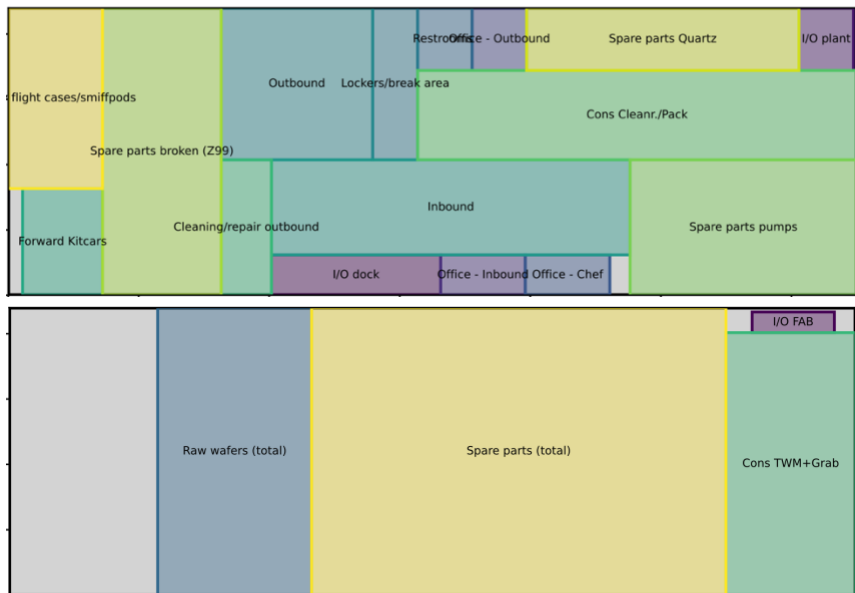 Restrooms
Office - Outbound
Spare parts Quartz
I/O plant
Outbound
Lockers/break area
flight cases/smiffpods
Cons Cleanr./Pack
Spare parts broken (Z99)
Inbound
Cleaning/repair outbound
Spare parts pumps
Forward Kitcars
I/O dock
Office - Inbound
Office - Chef
I/O FAB
Raw wafers (total)
Spare parts (total)
Cons TWM+Grab